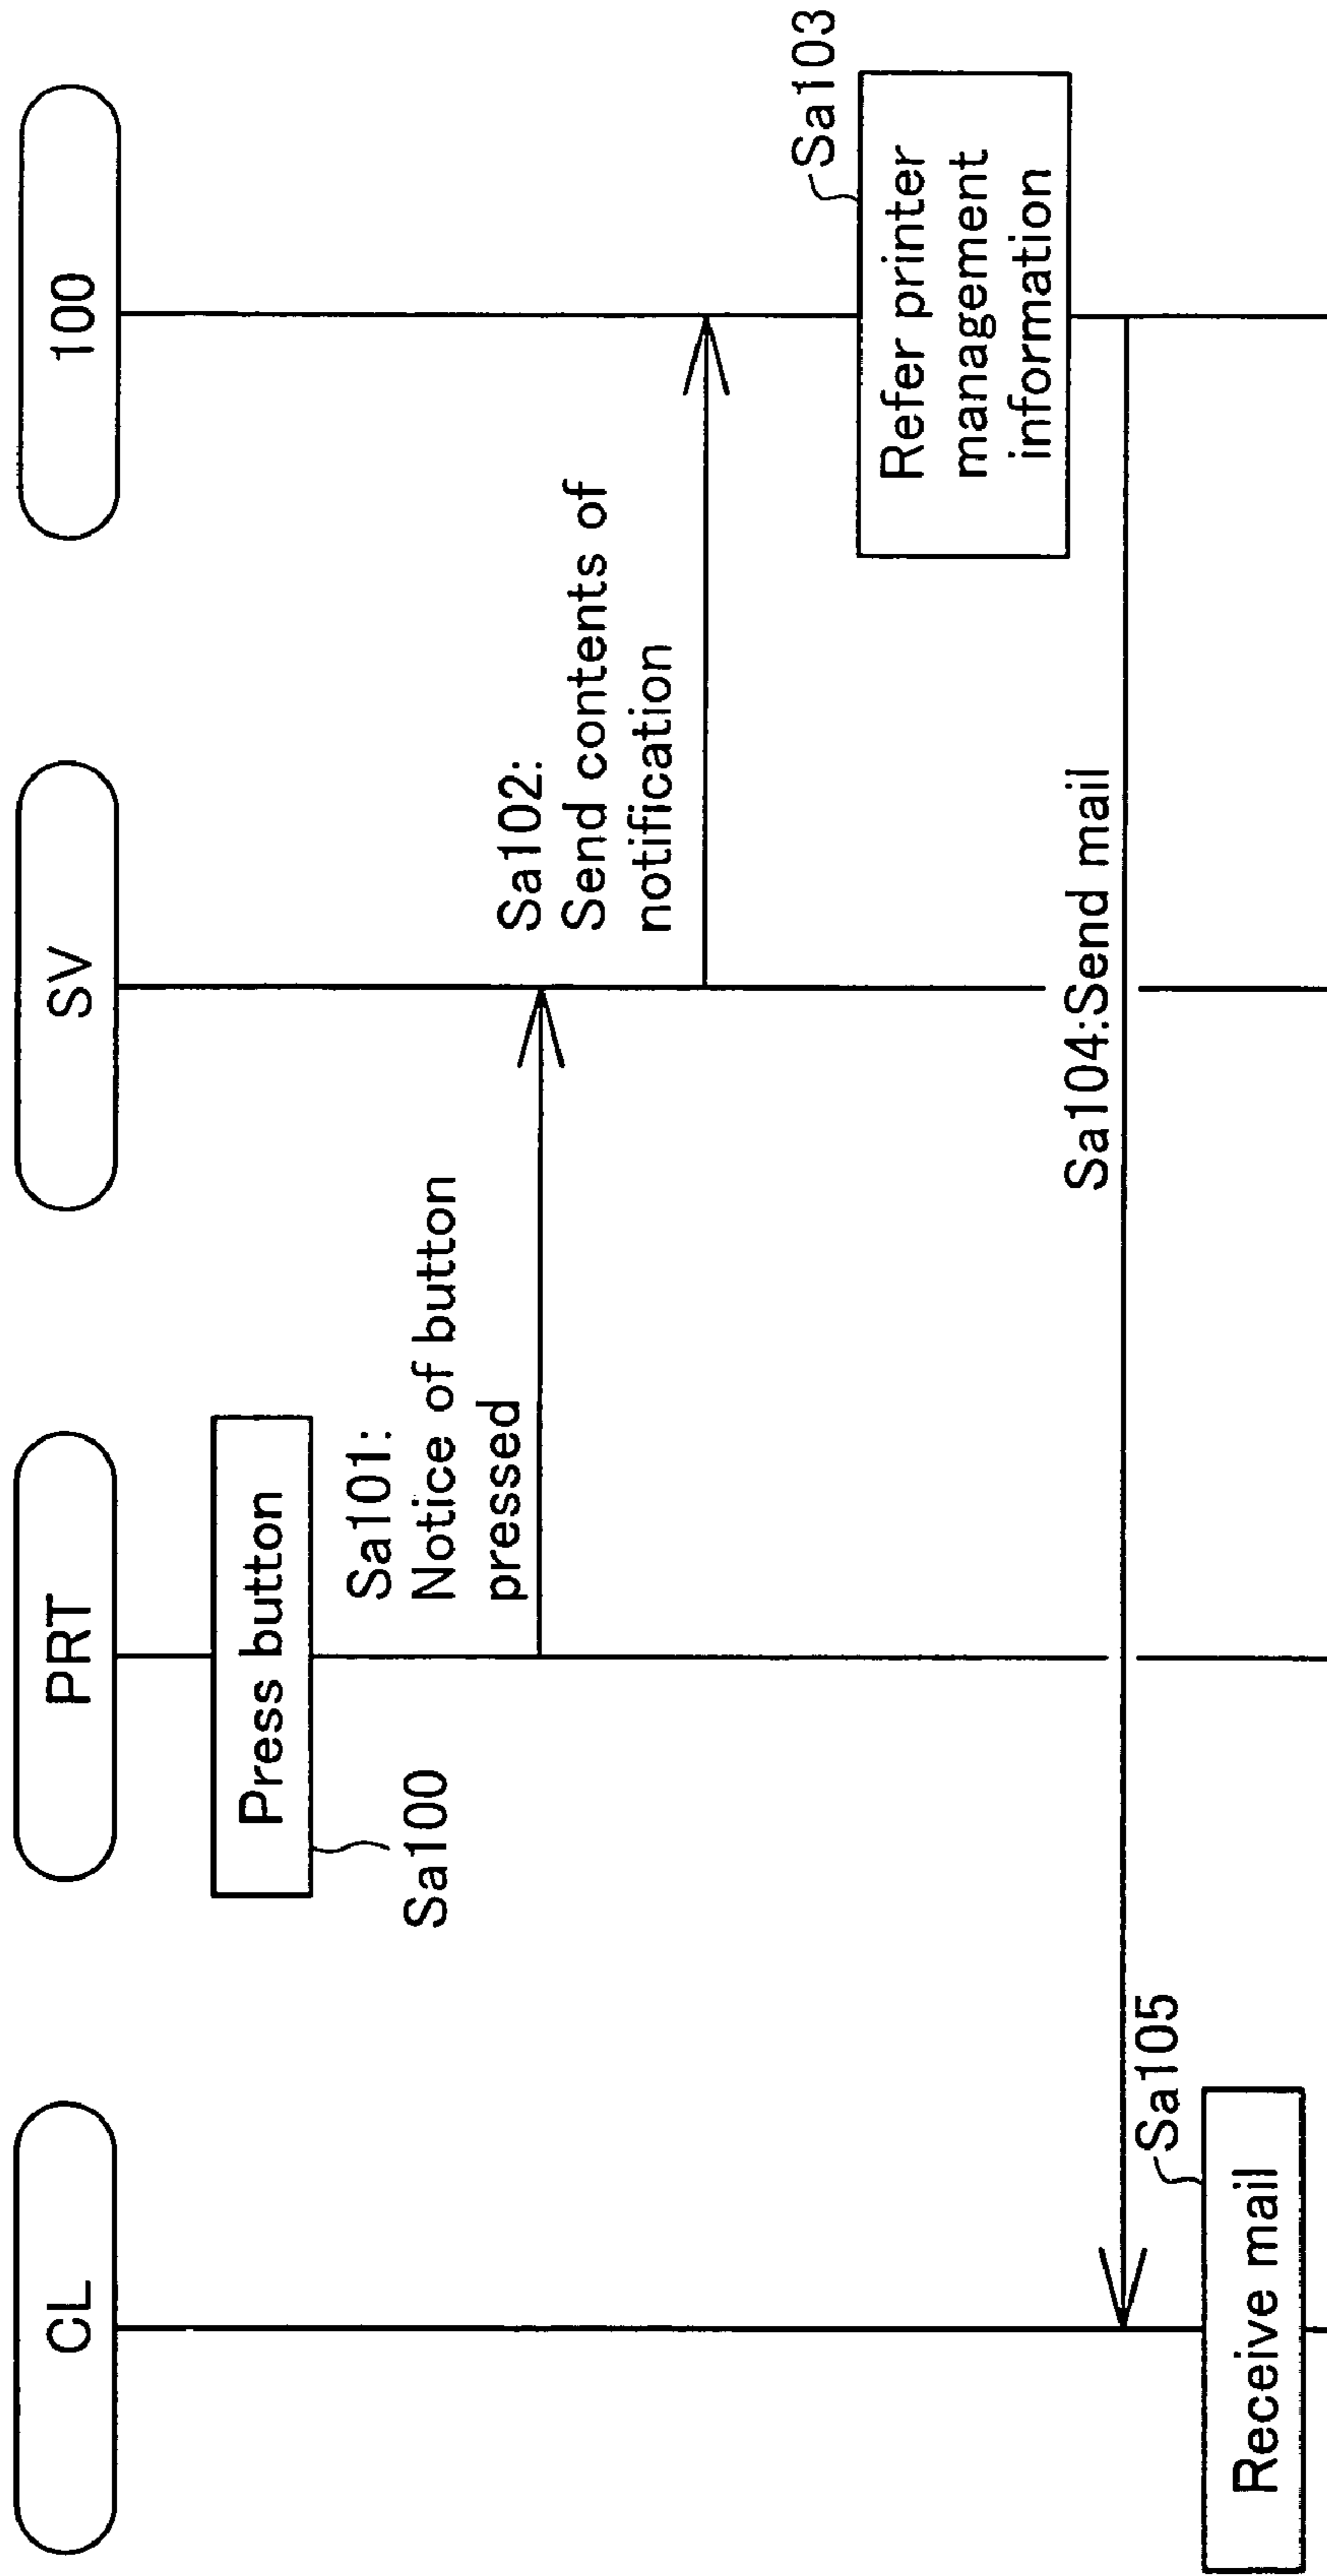 CL
PRT
SV
100
Press button
Sa100
Sa101:
Notice of button
pressed
Sa102:
Send contents of
notification
Sa103
Refer printer
management
information
Sa104:Send mail
Sa105
Receive mail